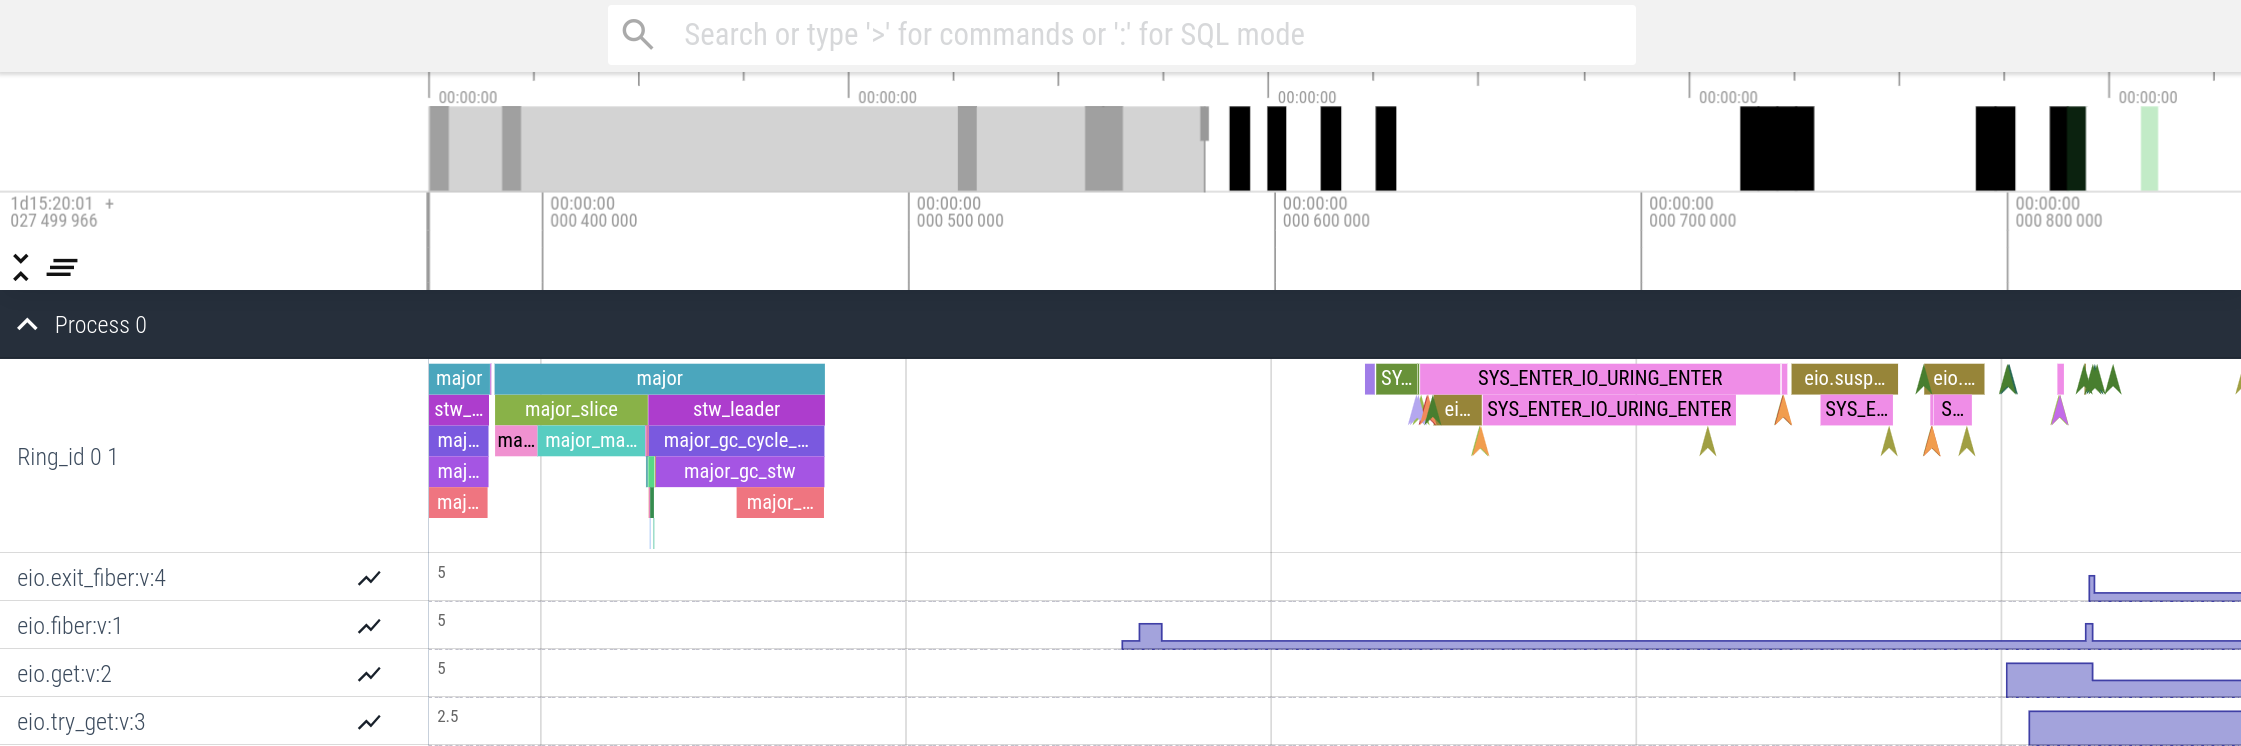 Search or type '>' for commands or ':' for SQL mode
00:00:00 00:00:00 00:00:00 00:00:00 00:00:00
1d15:20:01 + 00:00:00 00:00:00 00:00:00 00:00:00 00:00:00
027 499 966 000 400 000 000 500 000 000 600 000 000 700 000 000 800 000
Process 0
major major SY... SYS_ENTER_IO_URING_ENTER eio.susp... eio....
stw_... major_slice stw_leader ei... SYS_ENTER_IO_URING_ENTER SYS_E... S...
maj... ma... major_ma... major_gc_cycle_...
Ring_id 0 1
maj... major_gc_stw
maj... major_...
eio.exit_fiber:v:4 5
eio.fiber:v:1 5
eio.get:v:2 5
eio.try_get:v:3 2.5